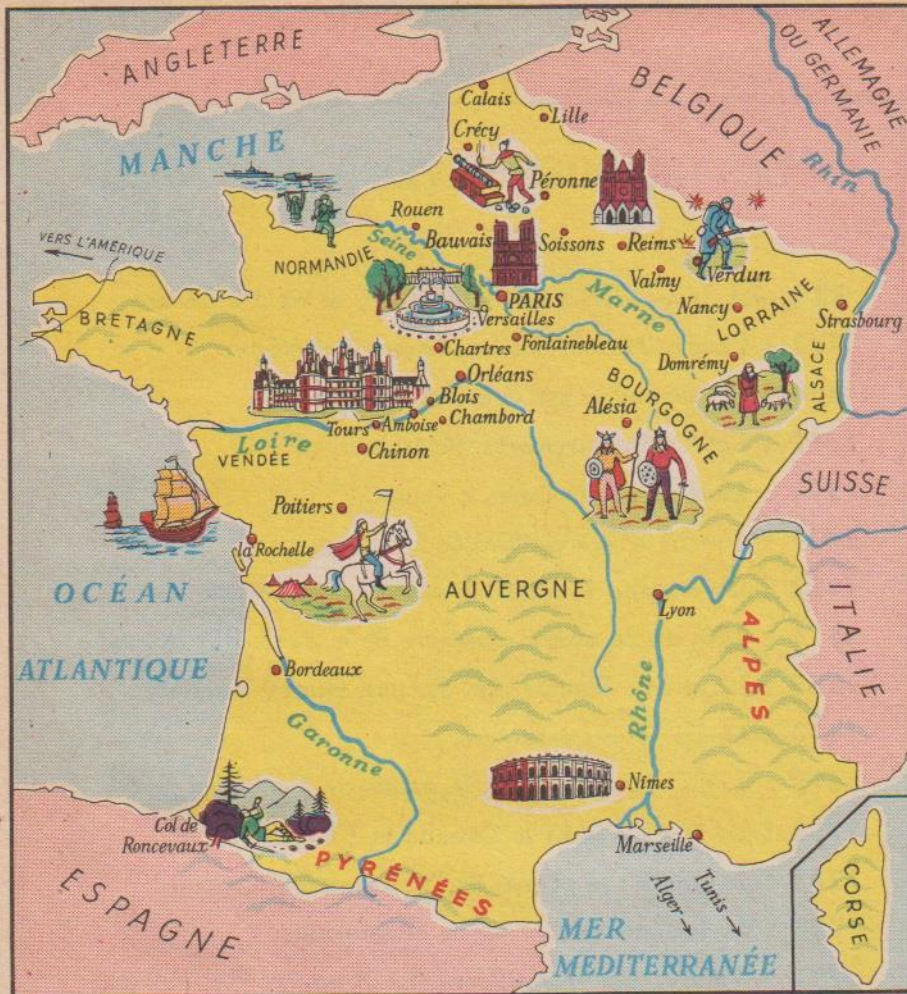 ANGLETERRE
ALLEMAGNE
OU GERMANIE
BELGIQUE
Rhin
MANCHE
Calais
Lille
Crécy
Péronne
Rouen
Bauvais
Soissons
Reims
Verdun
Valmy
VERS L'AMÉRIQUE
NORMANDIE
Seine
PARIS
Versailles
Marne
Nancy
LORRAINE
Strasbourg
BRETAGNE
Chartres
Fontainebleau
Domrémy
ALSACE
Orléans
Blois
Chambord
Amboise
Tours
Chinon
Loire
VENDÉE
BOURGOGNE
Alésia
SUISSE
Poitiers
la Rochelle
OCÉAN
ATLANTIQUE
AUVERGNE
Lyon
ALPES
ITALIE
Bordeaux
Garonne
Rhône
Nîmes
Col de
Roncevaux
PYRÉNÉES
Marseille
ESPAGNE
Alger
Tunis
MER
MEDITERRANÉE
CORSE